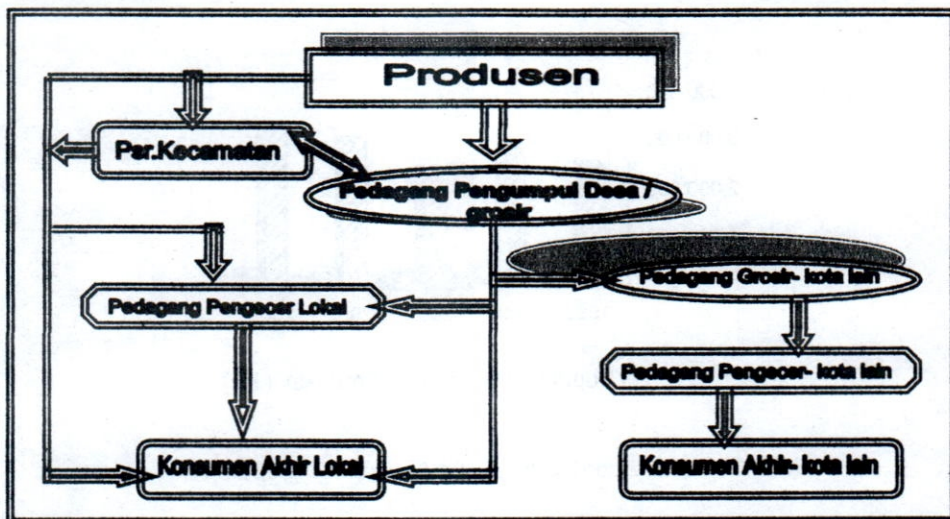 Produsen
Psr.Kecamatan
Pedagang Pengumpul Desa /
grosir
Pedagang Grosir- kota lain
Pedagang Pengecer Lokal
Pedagang Pengecer- kota lain
Konsumen Akhir Lokal
Konsumen Akhir- kota lain